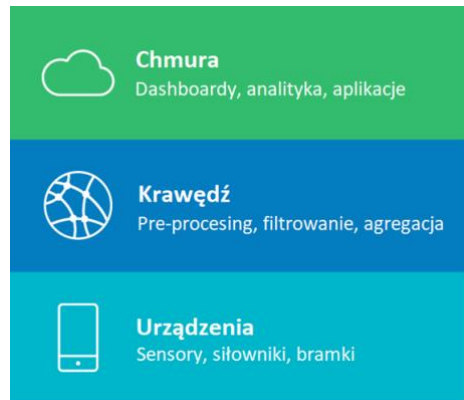 Chmura
Dashboardy, analityka, aplikacje
Krawędź
Pre-procesing, filtrowanie, agregacja
Urządzenia
Sensory, siłowniki, bramki